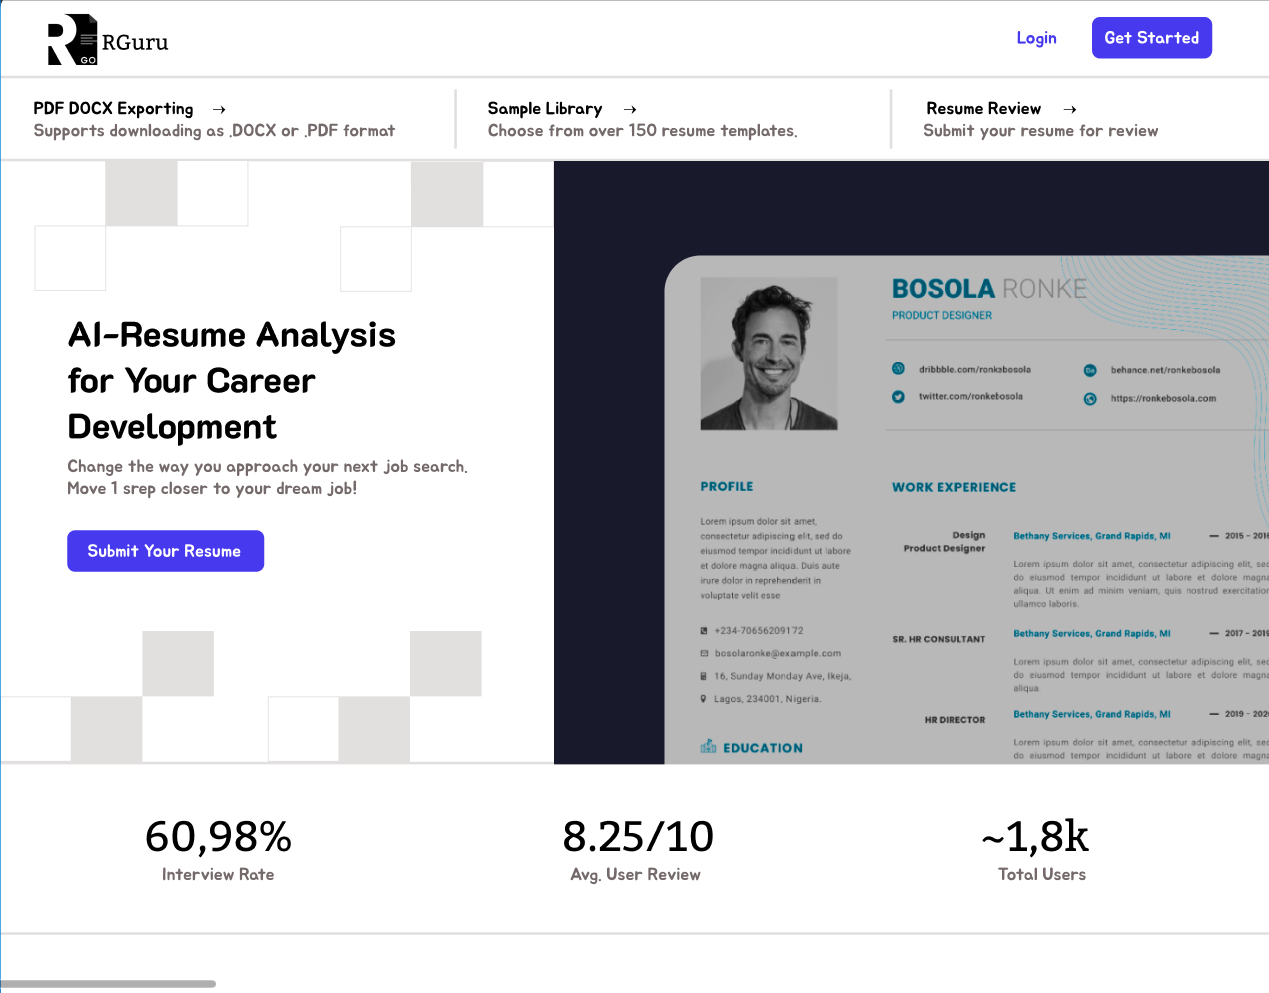 R
GO
RGuru
Login
Get Started
PDF DOCX Exporting →
Supports downloading as .DOCX or .PDF format
Sample Library →
Choose from over 150 resume templates.
Resume Review →
Submit your resume for review
AI-Resume Analysis
for Your Career
Development
Change the way you approach your next job search.
Move 1 srep closer to your dream job!
Submit Your Resume
BOSOLA RONKE
PRODUCT DESIGNER
dribbble.com/ronkebosola
behance.net/ronkebosola
twitter.com/ronkebosola
https://ronkebosola.com
PROFILE
Lorem ipsum dolor sit amet,
consectetur adipiscing elit, sed do
eiusmod tempor incididunt ut labore
et dolore magna aliqua. Duis aute
irure dolor in reprehenderit in
voluptate velit esse
+234-70656209172
bosolaronke@example.com
16, Sunday Monday Ave, Ikeja,
Lagos, 234001, Nigeria.
EDUCATION
WORK EXPERIENCE
Design
Product Designer
Bethany Services, Grand Rapids, MI — 2015 - 2016
Lorem ipsum dolor sit amet, consectetur adipiscing elit, sed
do eiusmod tempor incididunt ut labore et dolore magna
aliqua. Ut enim ad minim veniam, quis nostrud exercitation
ullamco laboris.
SR. HR CONSULTANT
Bethany Services, Grand Rapids, MI — 2017 - 2019
Lorem ipsum dolor sit amet, consectetur adipiscing elit, sed
do eiusmod tempor incididunt ut labore et dolore magna
aliqua.
HR DIRECTOR
Bethany Services, Grand Rapids, MI — 2019 - 2020
Lorem ipsum dolor sit amet, consectetur adipiscing elit, sed
do eiusmod tempor incididunt ut labore et dolore magna
60,98%
Interview Rate
8.25/10
Avg. User Review
~1,8k
Total Users